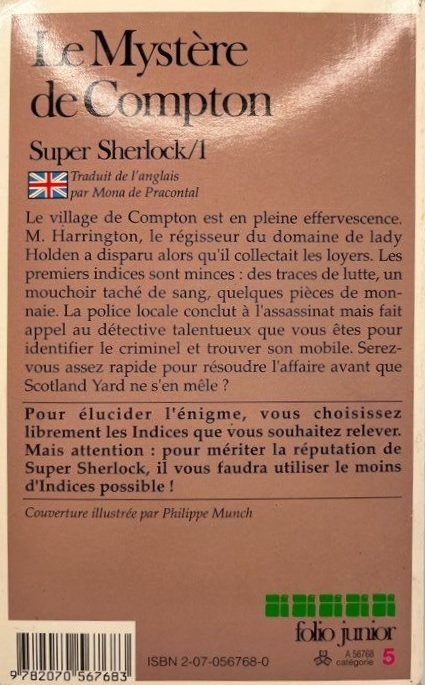 Le Mystère
de Compton
Super Sherlock/1
Traduit de l'anglais
par Mona de Pracontal
Le village de Compton est en pleine effervescence.
M. Harrington, le régisseur du domaine de lady
Holden a disparu alors qu'il collectait les loyers. Les
premiers indices sont minces : des traces de lutte, un
mouchoir taché de sang, quelques pièces de mon-
naie. La police locale conclut à l'assassinat mais fait
appel au détective talentueux que vous êtes pour
identifier le criminel et trouver son mobile. Serez-
vous assez rapide pour résoudre l'affaire avant que
Scotland Yard ne s'en mêle ?
Pour élucider l'énigme, vous choisissez
librement les Indices que vous souhaitez relever.
Mais attention : pour mériter la réputation de
Super Sherlock, il vous faudra utiliser le moins
d'Indices possible !
Couverture illustrée par Philippe Munch
folio junior
A 56768
catégorie 5
ISBN 2-07-056768-0
9 782070 567683